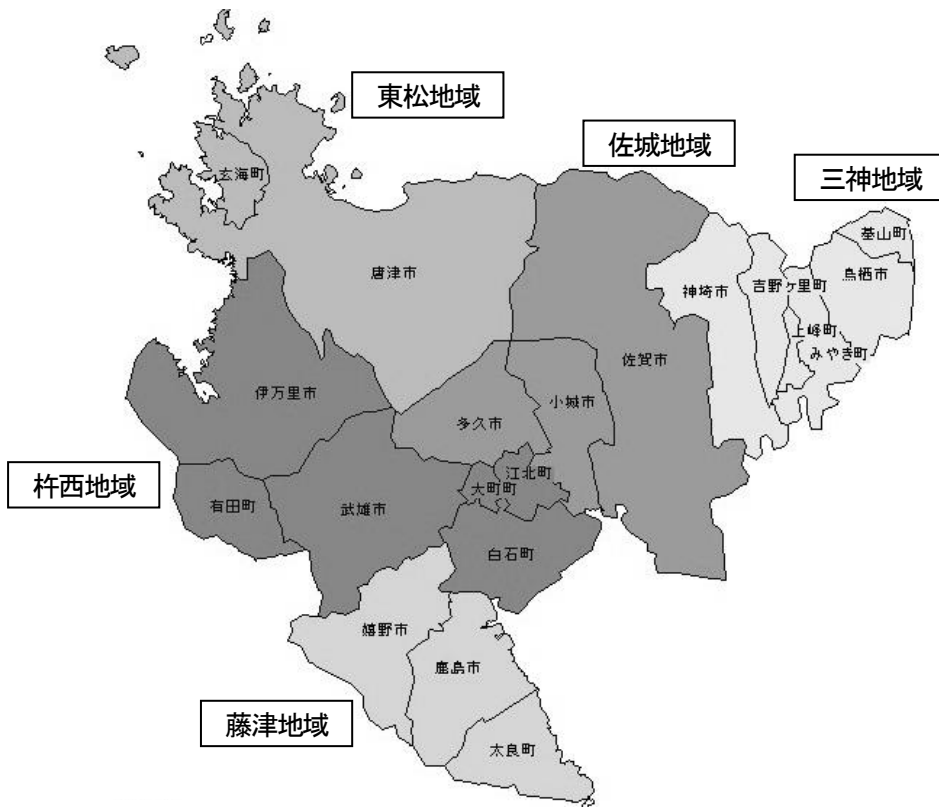 東松地域
佐城地域
三神地域
玄海町
基山町
唐津市
神埼市
吉野ヶ里町
鳥栖市
上峰町
みやき町
佐賀市
伊万里市
小城市
多久市
杵西地域
江北町
大町町
有田町
武雄市
白石町
嬉野市
鹿島市
藤津地域
太良町